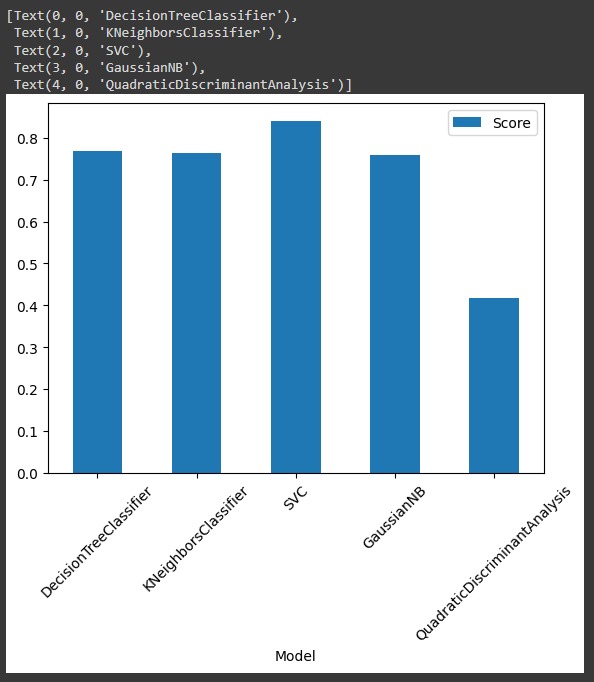 [Text(0, 0, 'DecisionTreeClassifier'),
 Text(1, 0, 'KNeighborsClassifier'),
 Text(2, 0, 'SVC'),
 Text(3, 0, 'GaussianNB'),
 Text(4, 0, 'QuadraticDiscriminantAnalysis')]
Score
0.8
0.7
0.6
0.5
0.4
0.3
0.2
0.1
0.0
DecisionTreeClassifier
KNeighborsClassifier
SVC
GaussianNB
QuadraticDiscriminantAnalysis
Model